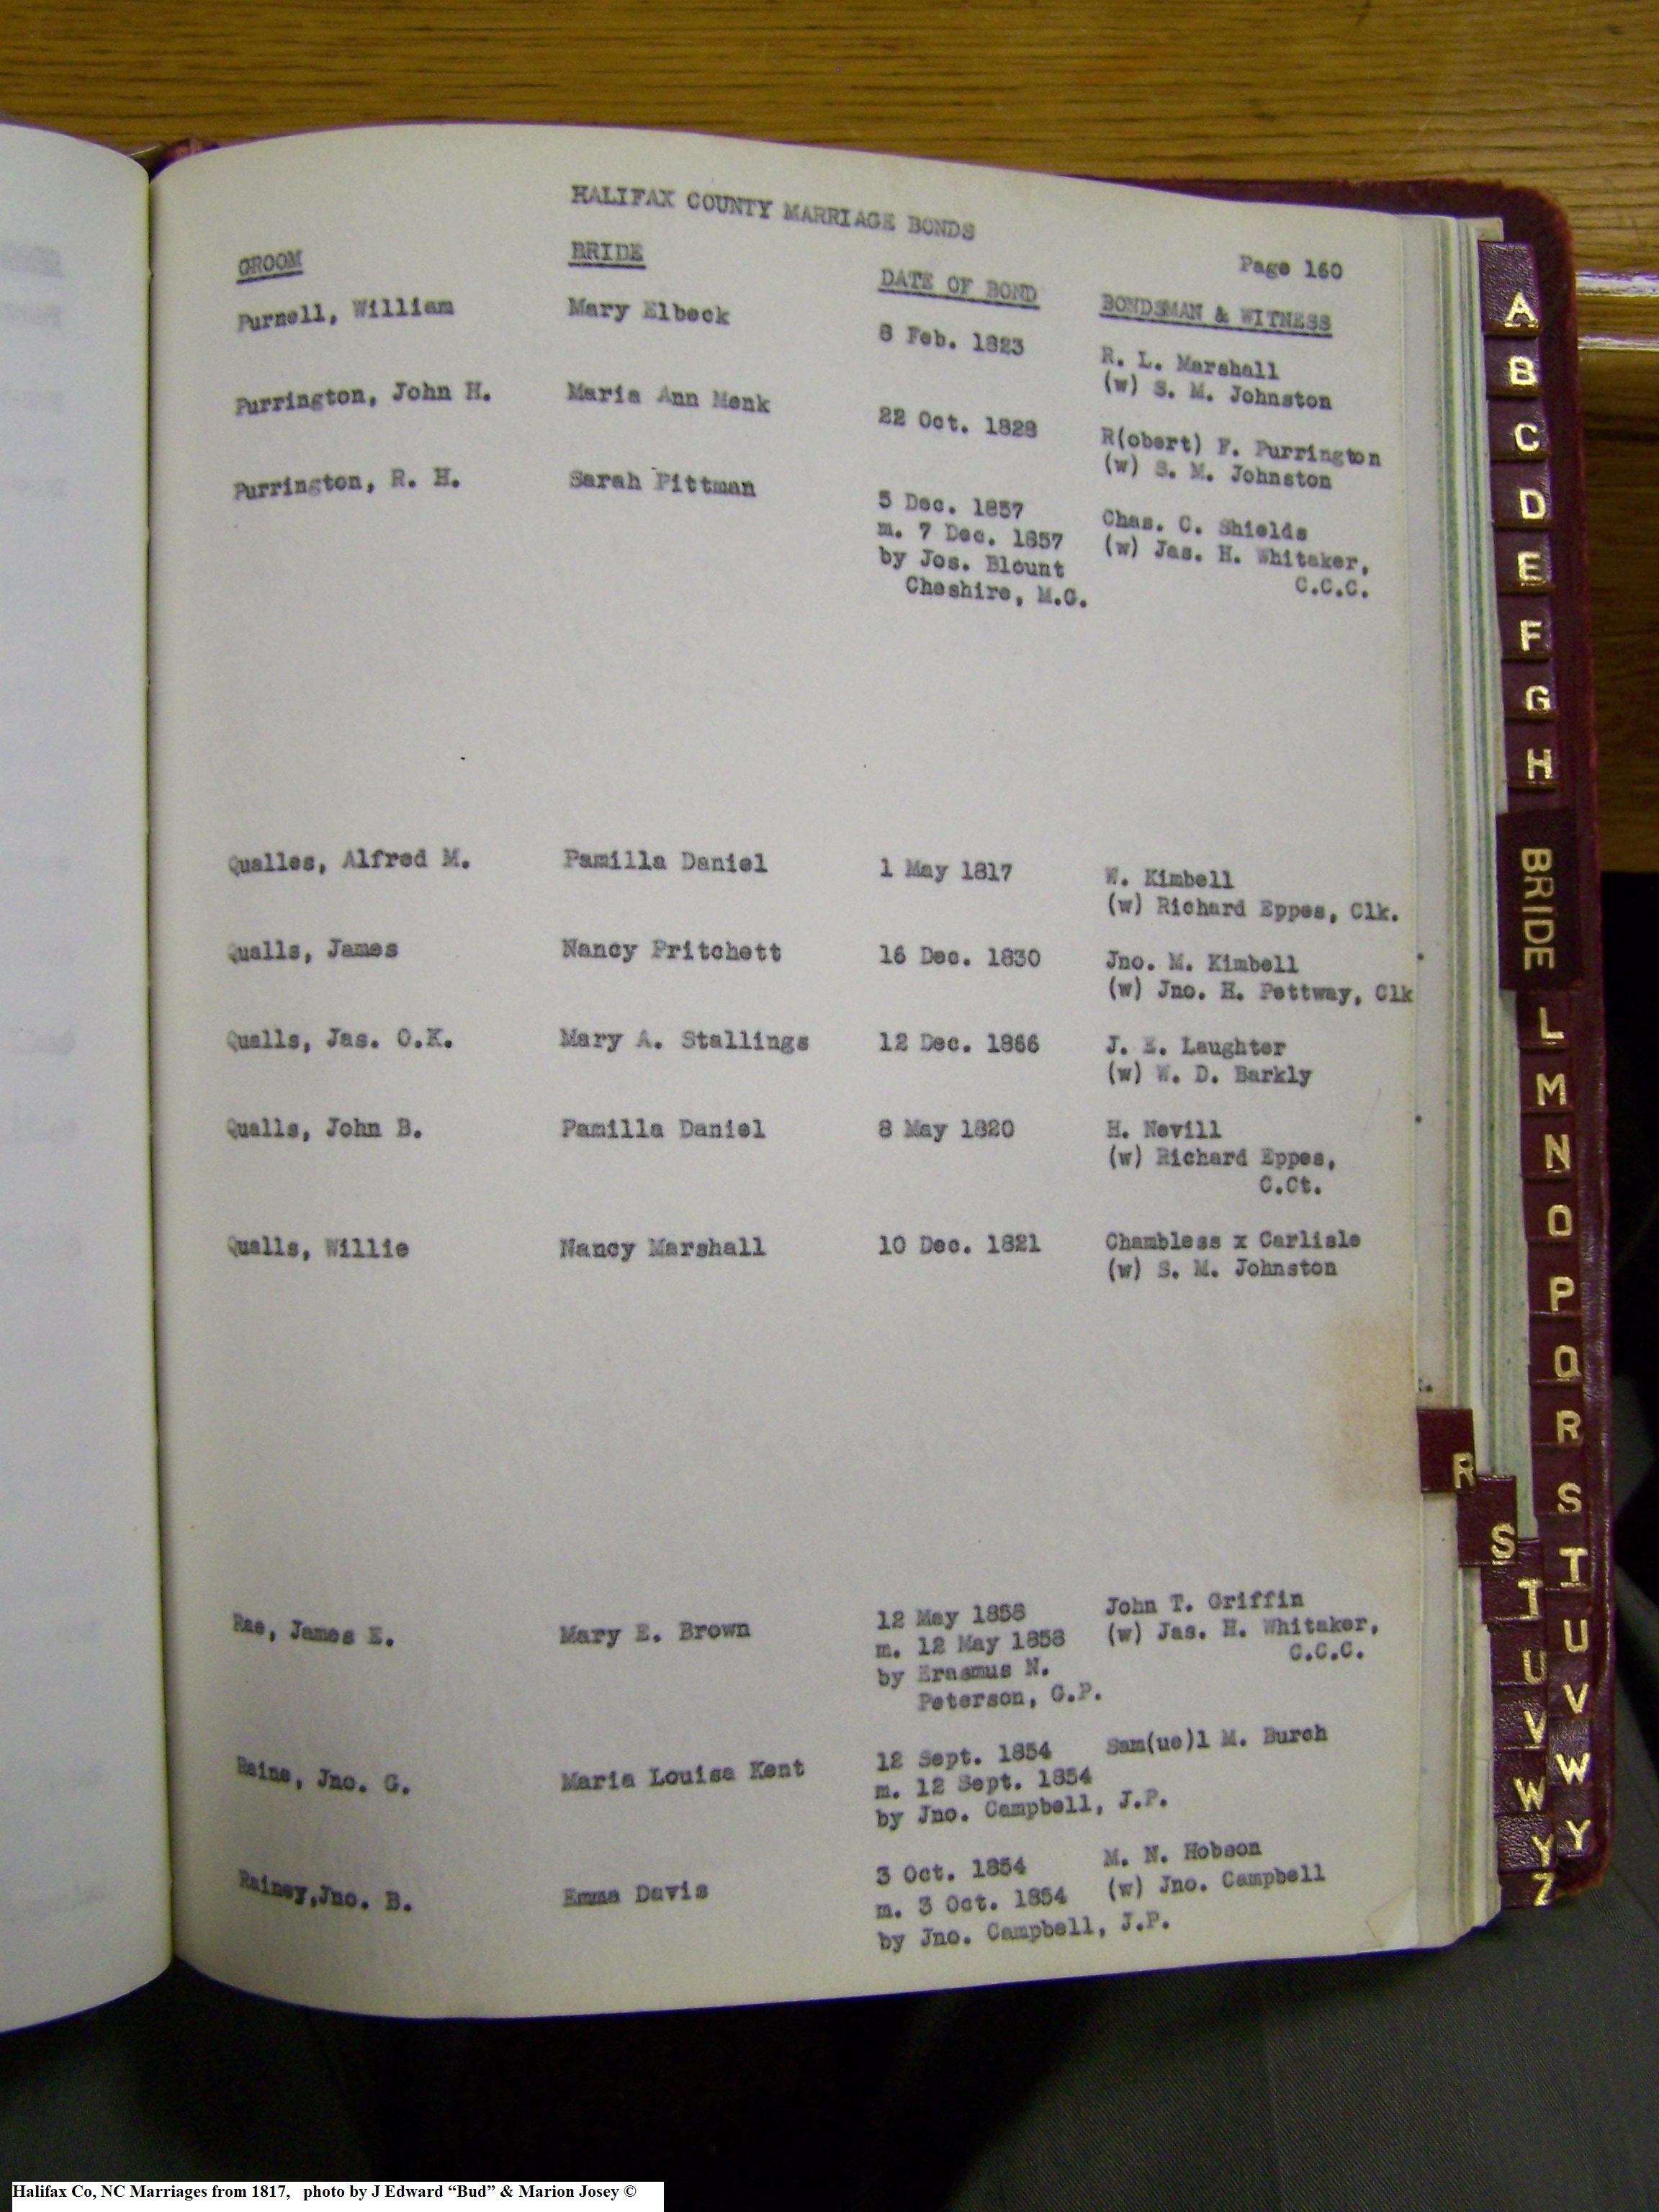 HALIFAX COUNTY MARRIAGE BONDS
Page 160
GROOM BRIDE DATE OF BOND BONDSMAN & WITNESS
Purnell, William Mary Elbeck 8 Feb. 1823 R. L. Marshall
(w) S. M. Johnston
Purrington, John H. Maria Ann Menk 22 Oct. 1828 R(obert) F. Purrington
(w) S. M. Johnston
Purrington, R. H. Sarah Pittman 5 Dec. 1857 Chas. C. Shields
m. 7 Dec. 1857 (w) Jas. H. Whitaker,
by Jos. Blount C.C.C.
Cheshire, M.G.
Qualles, Alfred M. Pamilla Daniel 1 May 1817 W. Kimbell
(w) Richard Eppes, Clk.
Qualls, James Nancy Pritchett 16 Dec. 1830 Jno. M. Kimbell
(w) Jno. H. Pettway, Clk
Qualls, Jas. O.K. Mary A. Stallings 12 Dec. 1866 J. E. Laughter
(w) W. D. Barkly
Qualls, John B. Pamilla Daniel 8 May 1820 H. Nevill
(w) Richard Eppes,
C.Ct.
Qualls, Willie Nancy Marshall 10 Dec. 1821 Chambless x Carlisle
(w) S. M. Johnston
Rae, James E. Mary E. Brown 12 May 1858 John T. Griffin
m. 12 May 1858 (w) Jas. H. Whitaker,
by Erasmus N. C.C.C.
Peterson, G.P.
Raine, Jno. G. Maria Louisa Kent 12 Sept. 1854 Sam(ue)l M. Burch
m. 12 Sept. 1854
by Jno. Campbell, J.P.
Rainey,Jno. B. Emma Davis 3 Oct. 1854 M. N. Hobson
m. 3 Oct. 1854 (w) Jno. Campbell
by Jno. Campbell, J.P.
A
B
C
D
E
F
G
H
BRIDE
L
M
N
O
P
Q
R
S
T
U
V
W
Y
R
S
T
U
V
W
Y
Z
Halifax Co, NC Marriages from 1817, photo by J Edward “Bud” & Marion Josey ©